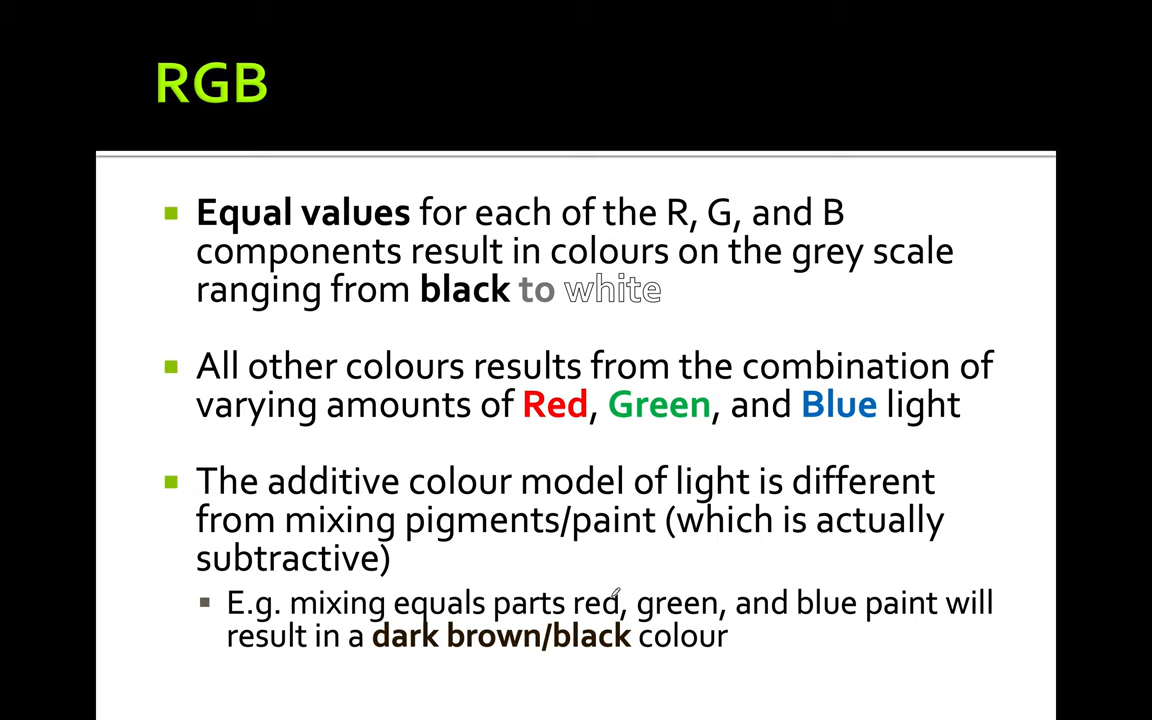 RGB
Equal values for each of the R, G, and B
components result in colours on the grey scale
ranging from black to white
All other colours results from the combination of
varying amounts of Red, Green, and Blue light
The additive colour model of light is different
from mixing pigments/paint (which is actually
subtractive)
E.g. mixing equals parts red, green, and blue paint will
result in a dark brown/black colour